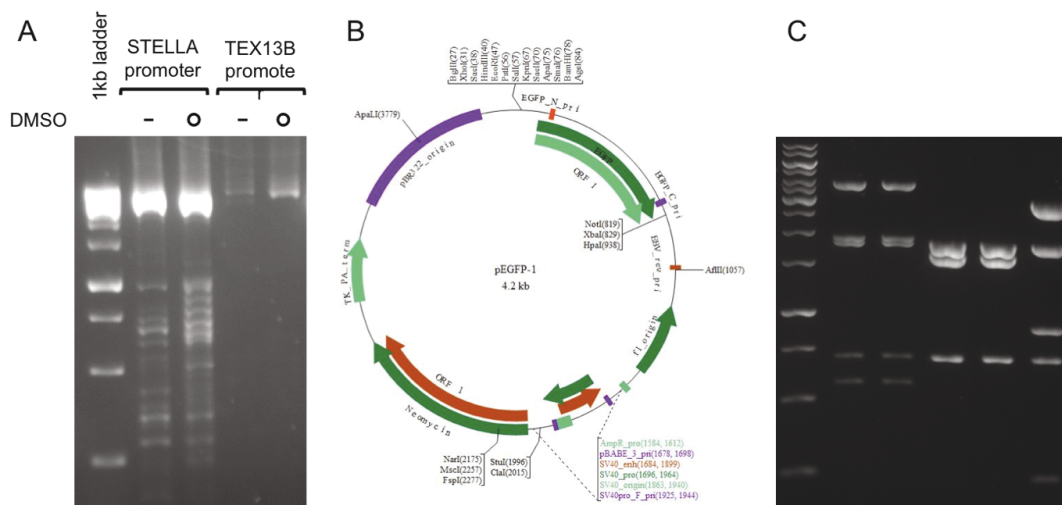 A
1kb ladder
STELLA
promoter
TEX13B
promote
DMSO
B
BglII(27)
XhoI(31)
SacI(38)
HindIII(40)
EcoRI(47)
PstI(56)
SalI(57)
KpnI(67)
SacII(70)
ApaI(75)
SmaI(76)
BamHI(78)
AgeI(84)
EGFP_N_pri
ApaLI(3779)
pBR322_origin
EGFP
ORF 1
EGFP_C_pri
NotI(819)
XbaI(829)
HpaI(938)
EBV_rev_pri
AflII(1057)
pEGFP-1
4.2 kb
TK_PA_term
f1_origin
ORF 1
Neomycin
NarI(2175)
MscI(2257)
FspI(2277)
StuI(1996)
ClaI(2015)
AmpR_pro(1584, 1612)
pBABE_3_pri(1678, 1698)
SV40_enh(1684, 1899)
SV40_pro(1696, 1964)
SV40_origin(1863, 1940)
SV40pro_F_pri(1925, 1944)
C